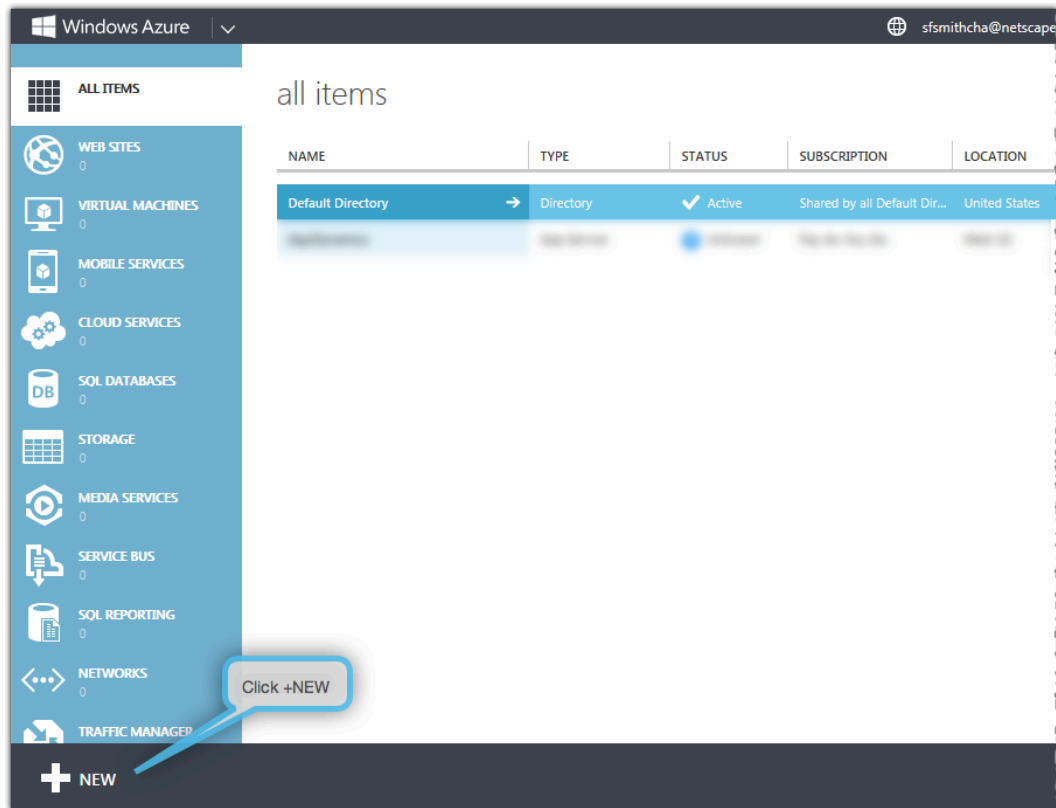 Windows Azure
sfsmithcha@netscape
ALL ITEMS
WEB SITES
0
VIRTUAL MACHINES
0
MOBILE SERVICES
0
CLOUD SERVICES
0
DB
SQL DATABASES
0
STORAGE
0
MEDIA SERVICES
0
SERVICE BUS
0
SQL REPORTING
0
NETWORKS
0
TRAFFIC MANAGER
all items
NAME TYPE STATUS SUBSCRIPTION LOCATION
Default Directory Directory Active Shared by all Default Dir... United States
Click +NEW
NEW